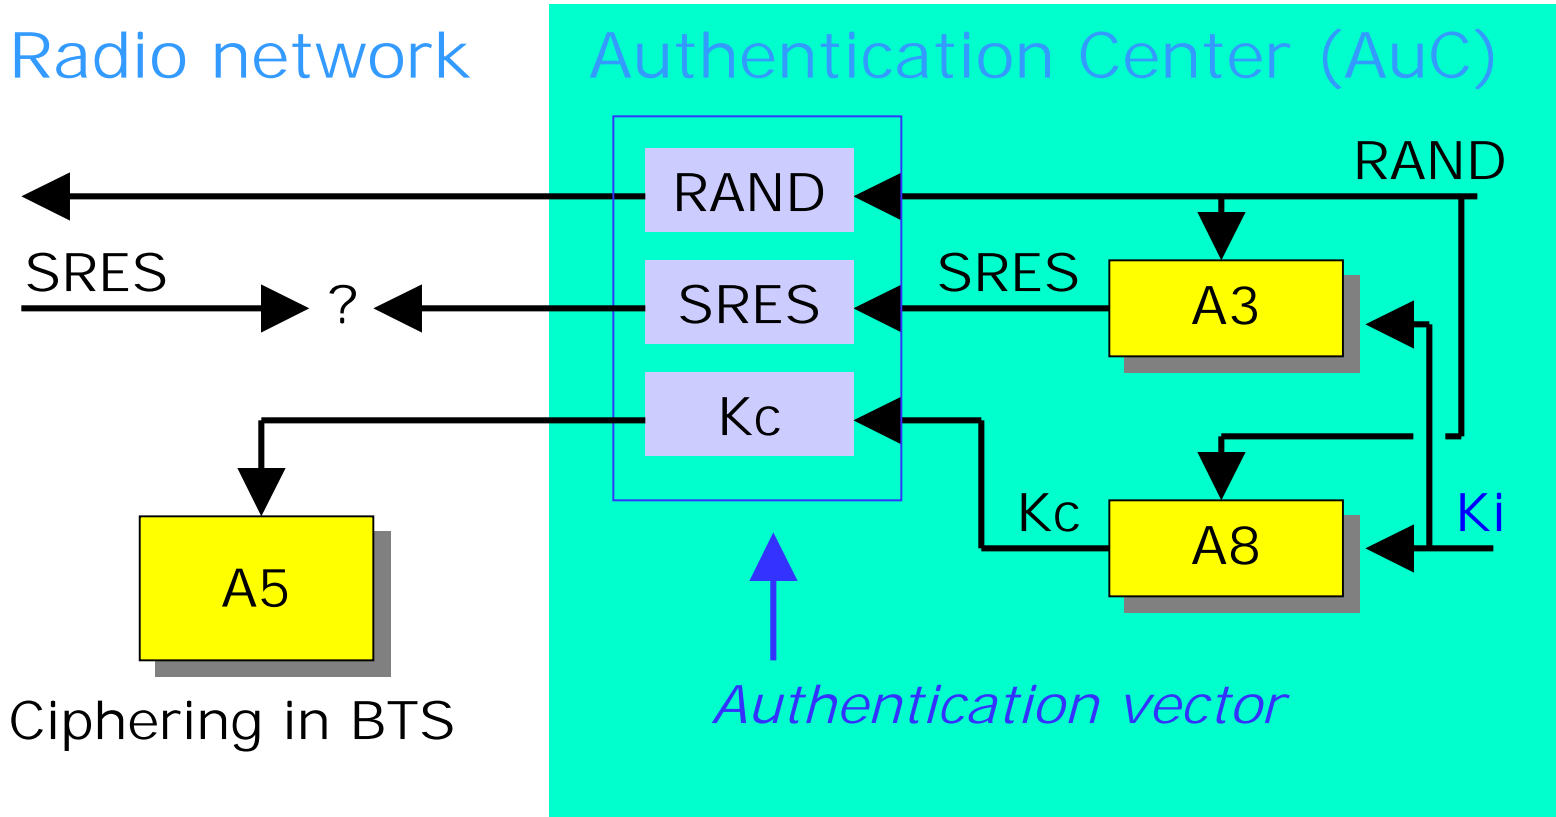 Radio network
Authentication Center (AuC)
RAND
RAND
SRES
?
SRES
SRES
A3
Kc
Kc
A8
Ki
A5
Authentication vector
Ciphering in BTS